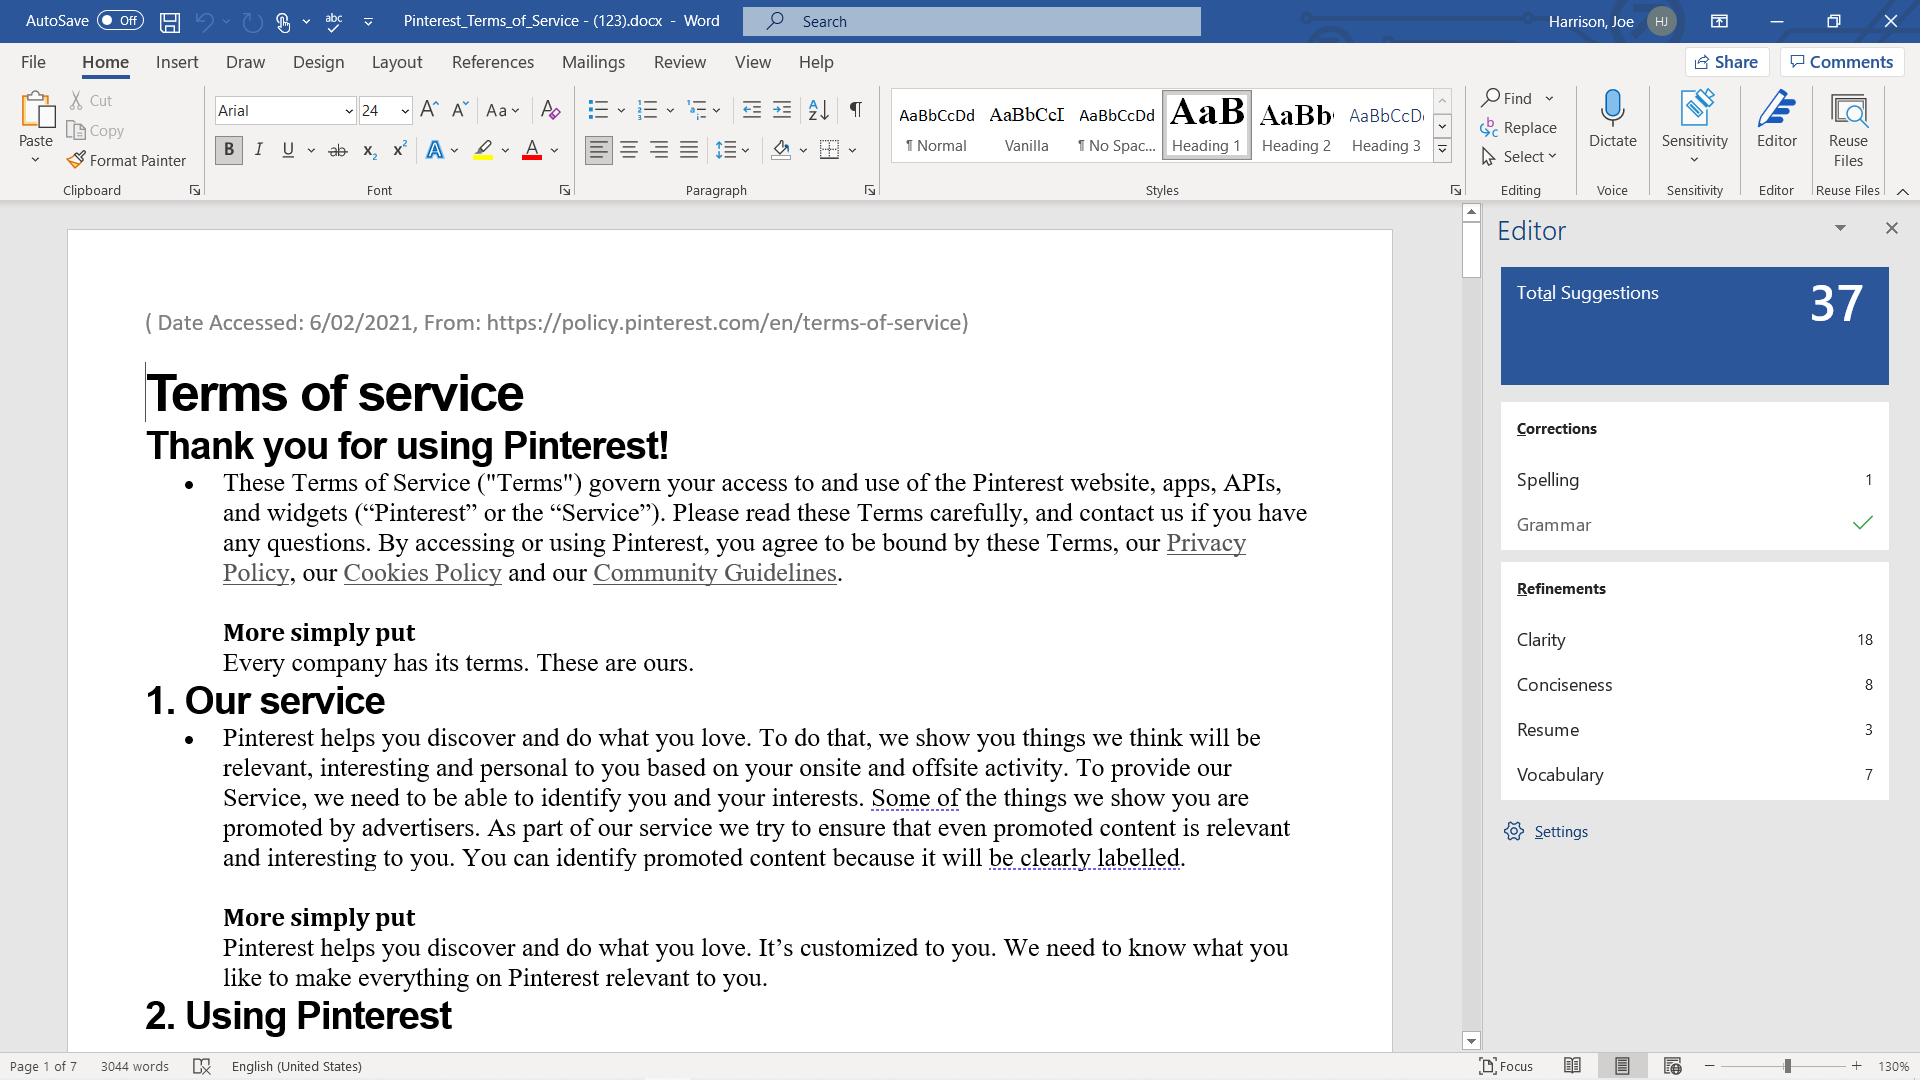 AutoSave Off abc Pinterest_Terms_of_Service - (123).docx - Word Search Harrison, Joe HJ
File Home Insert Draw Design Layout References Mailings Review View Help Share Comments
Paste Cut Copy Format Painter Clipboard
Arial 24 Aa B I U ab x₂ x² A A Font
Paragraph
AaBbCcDd AaBbCcI AaBbCcDd AaB AaBb AaBbCcD
¶ Normal Vanilla ¶ No Spac... Heading 1 Heading 2 Heading 3
Styles
Find Replace Select Editing
Dictate Voice
Sensitivity Sensitivity
Editor Editor
Reuse Files Reuse Files
( Date Accessed: 6/02/2021, From: https://policy.pinterest.com/en/terms-of-service)
Terms of service
Thank you for using Pinterest!
• These Terms of Service ("Terms") govern your access to and use of the Pinterest website, apps, APIs,
and widgets (“Pinterest” or the “Service”). Please read these Terms carefully, and contact us if you have
any questions. By accessing or using Pinterest, you agree to be bound by these Terms, our Privacy
Policy, our Cookies Policy and our Community Guidelines.
More simply put
Every company has its terms. These are ours.
1. Our service
• Pinterest helps you discover and do what you love. To do that, we show you things we think will be
relevant, interesting and personal to you based on your onsite and offsite activity. To provide our
Service, we need to be able to identify you and your interests. Some of the things we show you are
promoted by advertisers. As part of our service we try to ensure that even promoted content is relevant
and interesting to you. You can identify promoted content because it will be clearly labelled.
More simply put
Pinterest helps you discover and do what you love. It’s customized to you. We need to know what you
like to make everything on Pinterest relevant to you.
2. Using Pinterest
Editor
Total Suggestions 37
Corrections
Spelling 1
Grammar
Refinements
Clarity 18
Conciseness 8
Resume 3
Vocabulary 7
Settings
Page 1 of 7 3044 words English (United States) Focus 130%